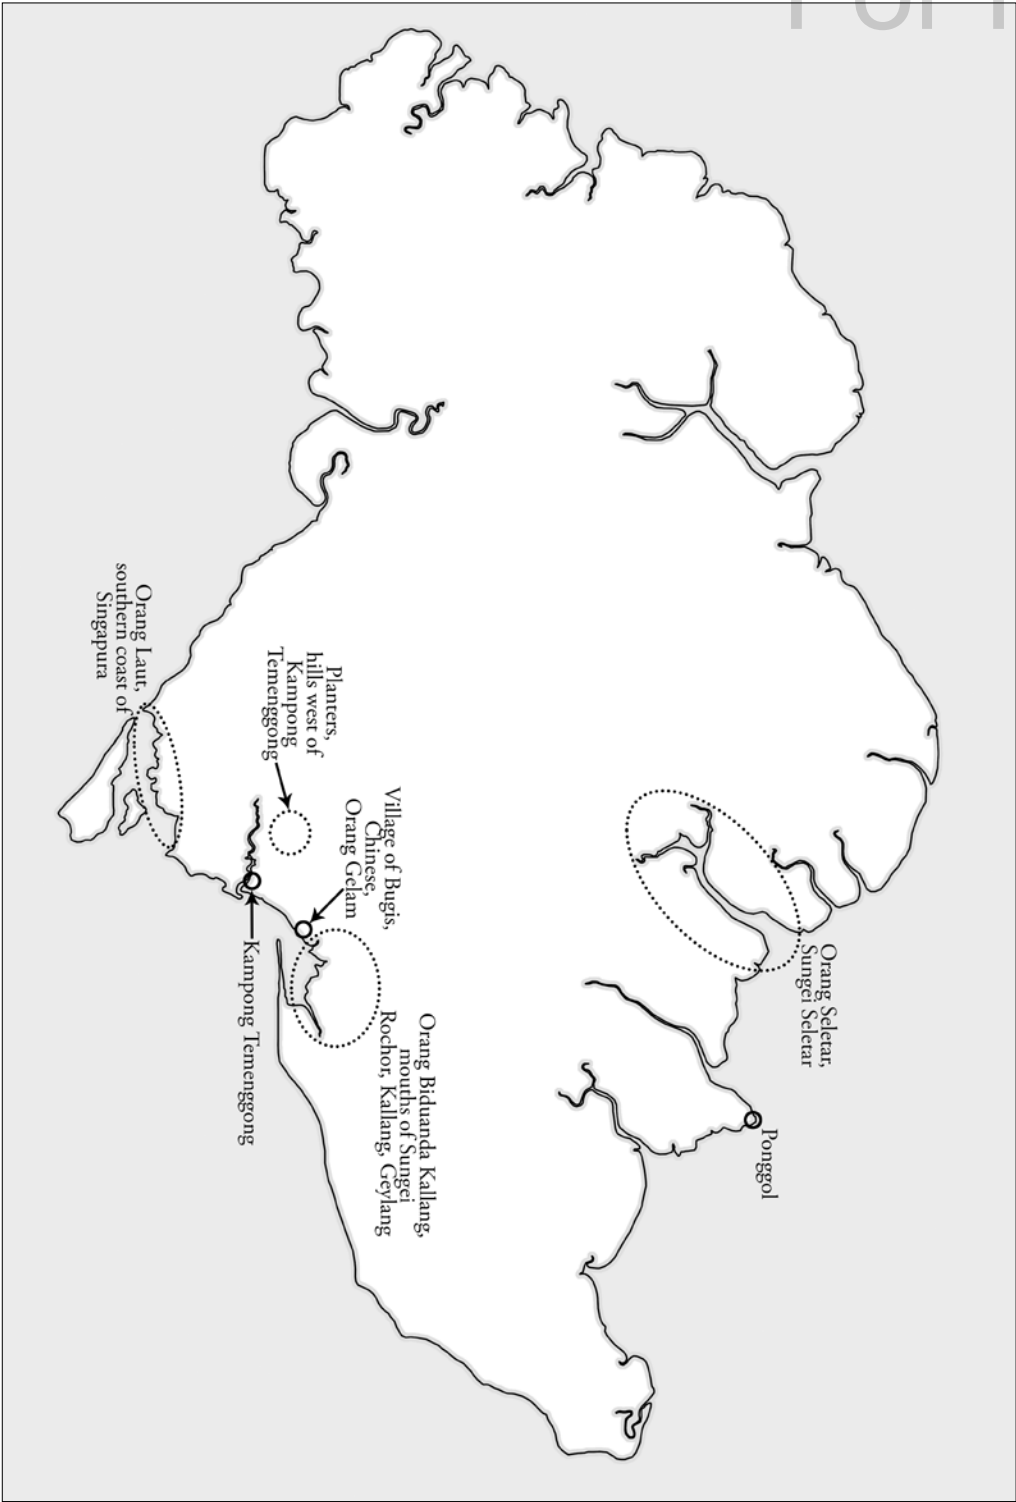 Orang Seletar,
Sungei Seletar
Ponggol
Orang Biduanda Kallang,
mouths of Sungei
Rochor, Kallang, Geylang
Village of Bugis,
Chinese,
Orang Gelam
Planters,
hills west of
Kampong
Temenggong
Kampong Temenggong
Orang Laut,
southern coast of
Singapura